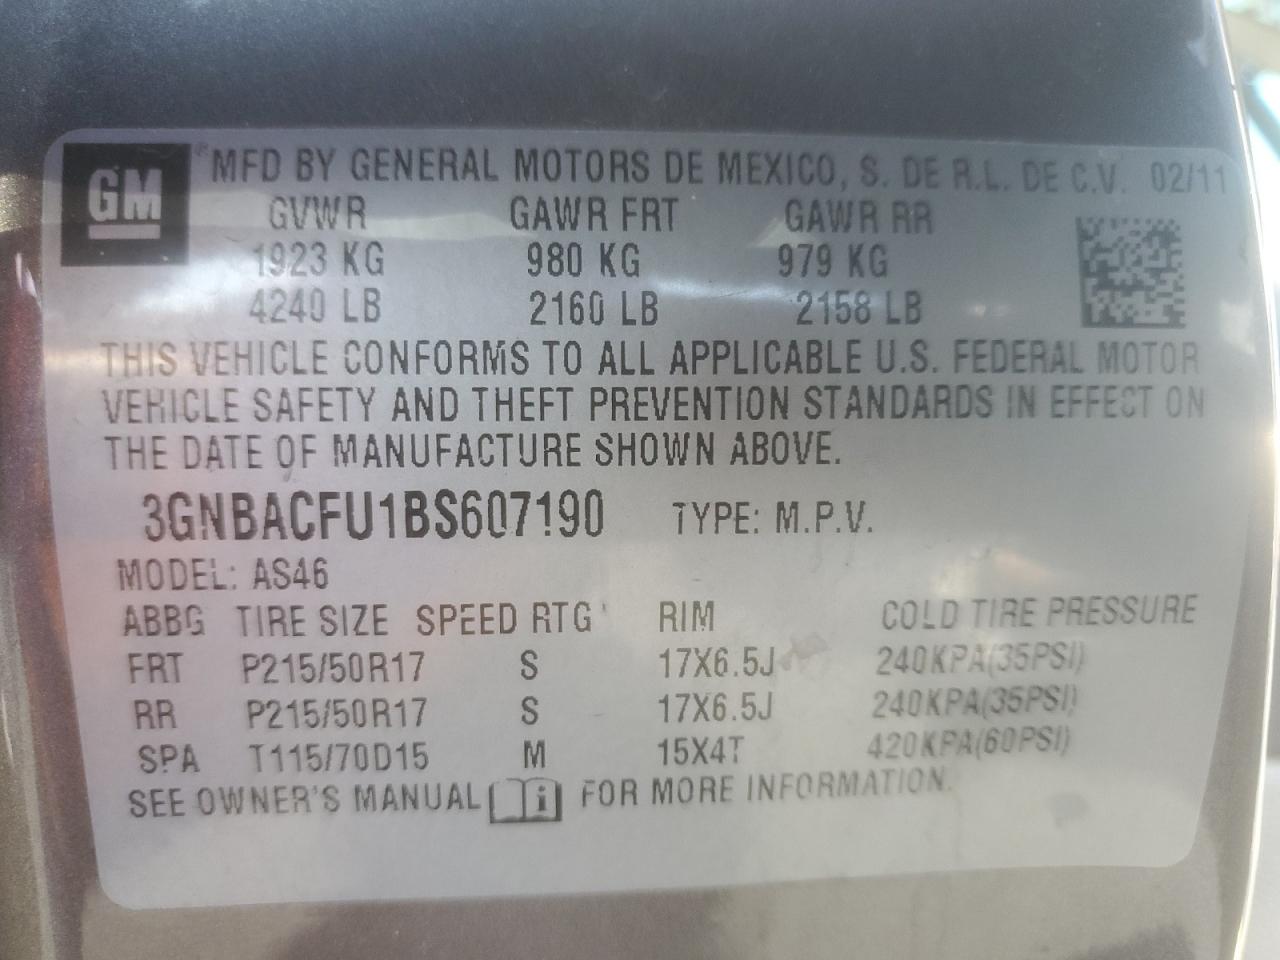 GM ® MFD BY GENERAL MOTORS DE MEXICO, S. DE R.L. DE C.V. 02/11
GVWR GAWR FRT GAWR RR
1923 KG 980 KG 979 KG
4240 LB 2160 LB 2158 LB
THIS VEHICLE CONFORMS TO ALL APPLICABLE U.S. FEDERAL MOTOR
VEHICLE SAFETY AND THEFT PREVENTION STANDARDS IN EFFECT ON
THE DATE OF MANUFACTURE SHOWN ABOVE.
3GNBACFU1BS607190 TYPE: M.P.V.
MODEL: AS46
ABBG TIRE SIZE SPEED RTG RIM COLD TIRE PRESSURE
FRT P215/50R17 S 17X6.5J 240KPA(35PSI)
RR P215/50R17 S 17X6.5J 240KPA(35PSI)
SPA T115/70D15 M 15X4T 420KPA(60PSI)
SEE OWNER'S MANUAL i FOR MORE INFORMATION.